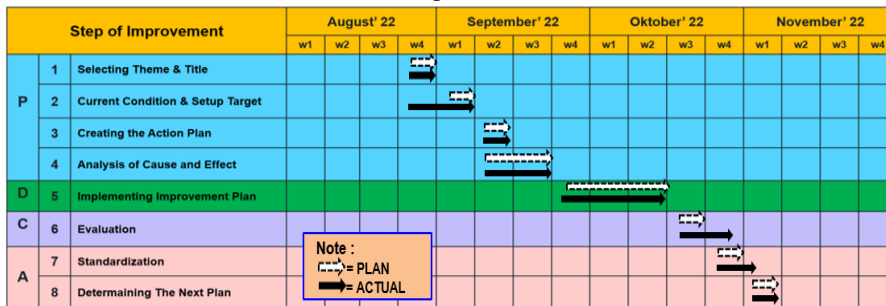 Step of Improvement
August' 22 September' 22 Oktober' 22 November' 22
w1 w2 w3 w4 w1 w2 w3 w4 w1 w2 w3 w4 w1 w2 w3 w4
P
1 Selecting Theme & Title
2 Current Condition & Setup Target
3 Creating the Action Plan
4 Analysis of Cause and Effect
D 5 Implementing Improvement Plan
C 6 Evaluation
A
7 Standardization
8 Determaining The Next Plan
Note :
= PLAN
= ACTUAL